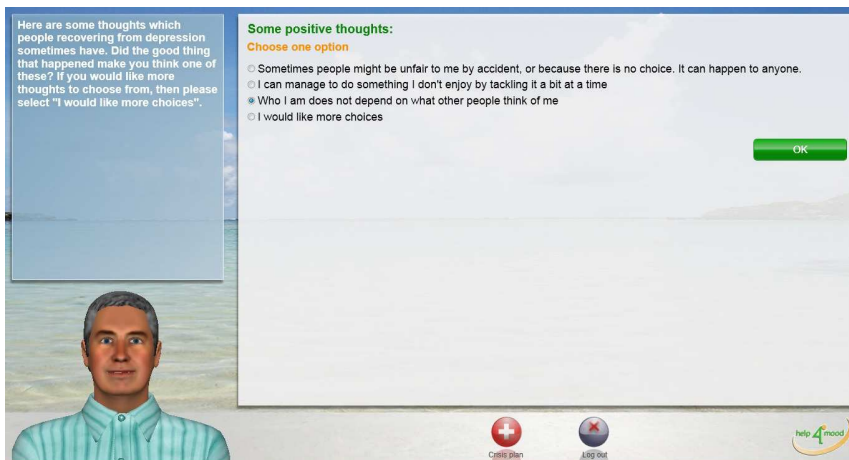 Here are some thoughts which
people recovering from depression
sometimes have. Did the good thing
that happened make you think one of
these? If you would like more
thoughts to choose from, then please
select "I would like more choices".
Some positive thoughts:
Choose one option
Sometimes people might be unfair to me by accident, or because there is no choice. It can happen to anyone.
I can manage to do something I don't enjoy by tackling it a bit at a time
Who I am does not depend on what other people think of me
I would like more choices
OK
Crisis plan
Log out
help 4 mood